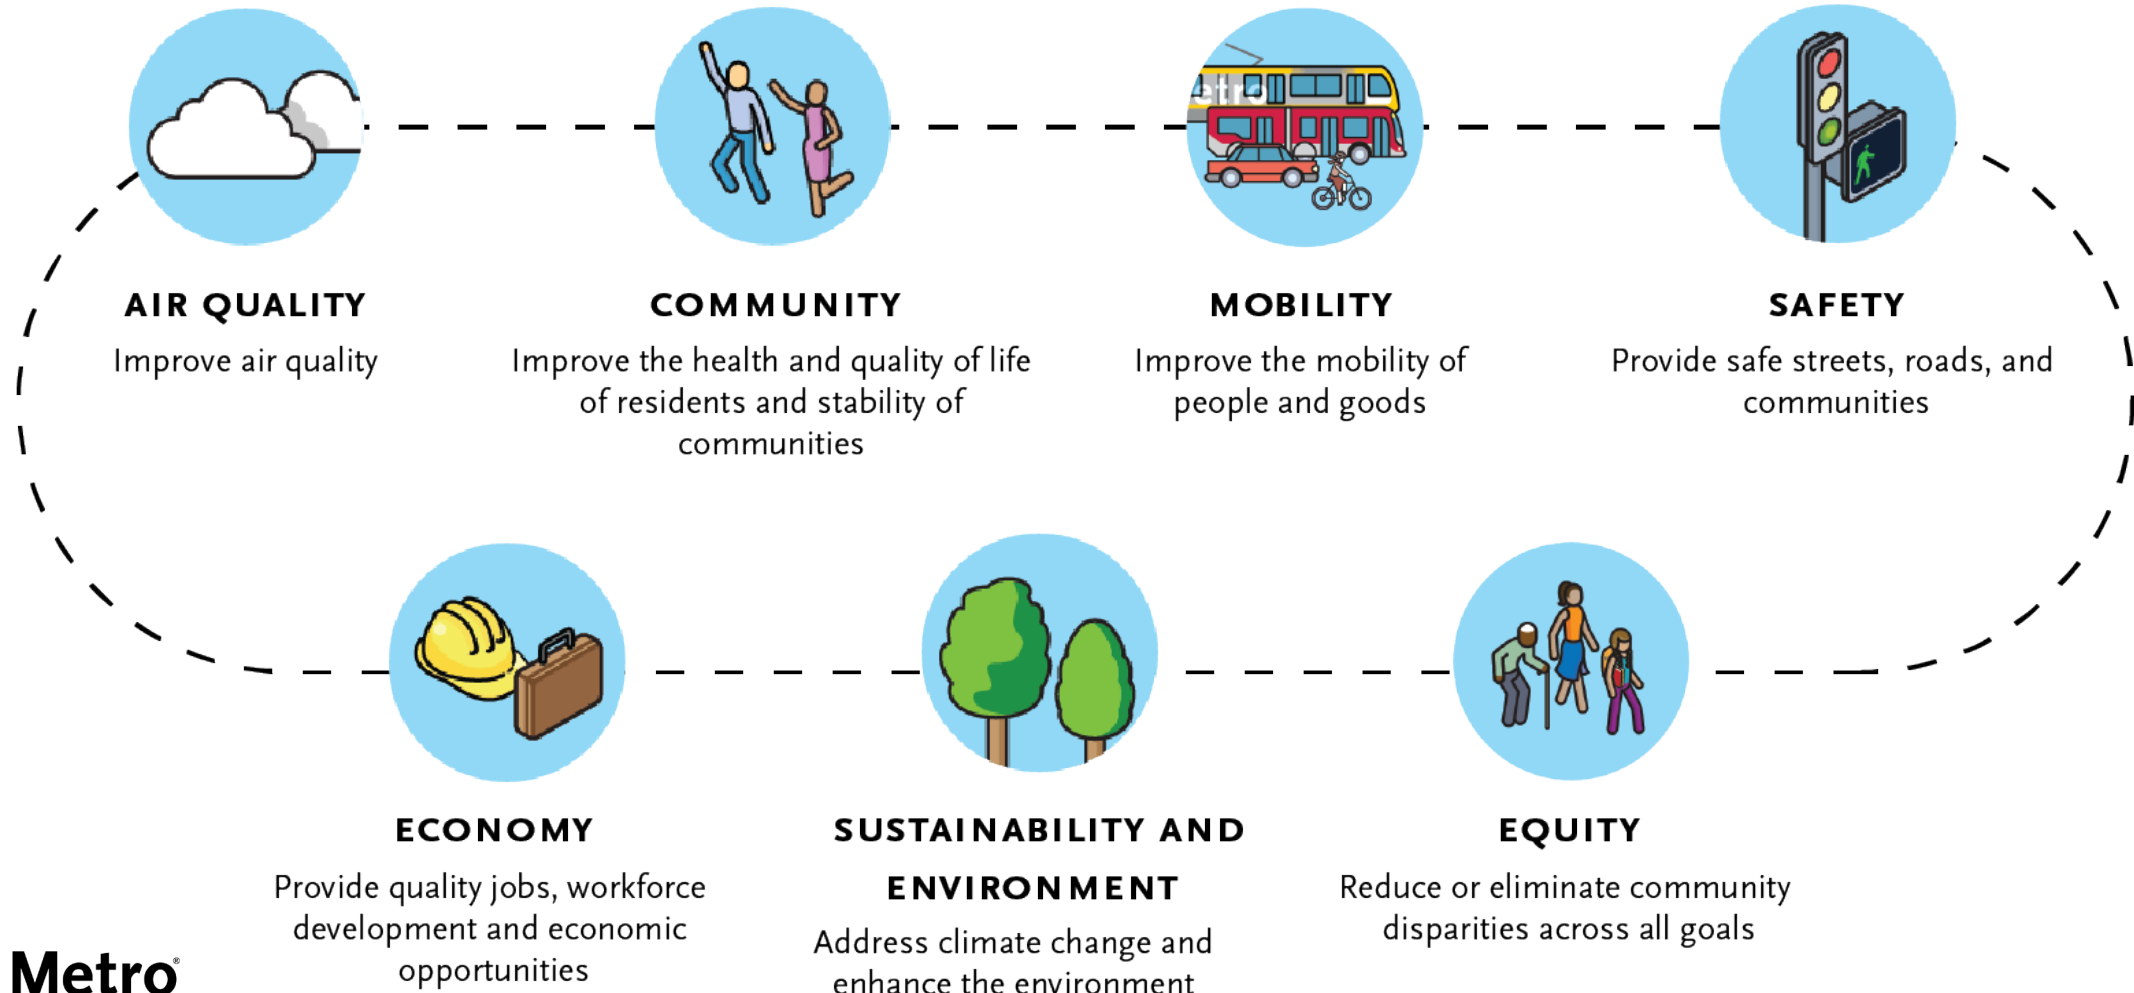 etro
AIR QUALITY
Improve air quality
COMMUNITY
Improve the health and quality of life
of residents and stability of
communities
MOBILITY
Improve the mobility of
people and goods
SAFETY
Provide safe streets, roads, and
communities
ECONOMY
Provide quality jobs, workforce
development and economic
opportunities
SUSTAINABILITY AND
ENVIRONMENT
Address climate change and
enhance the environment
EQUITY
Reduce or eliminate community
disparities across all goals
Metro®